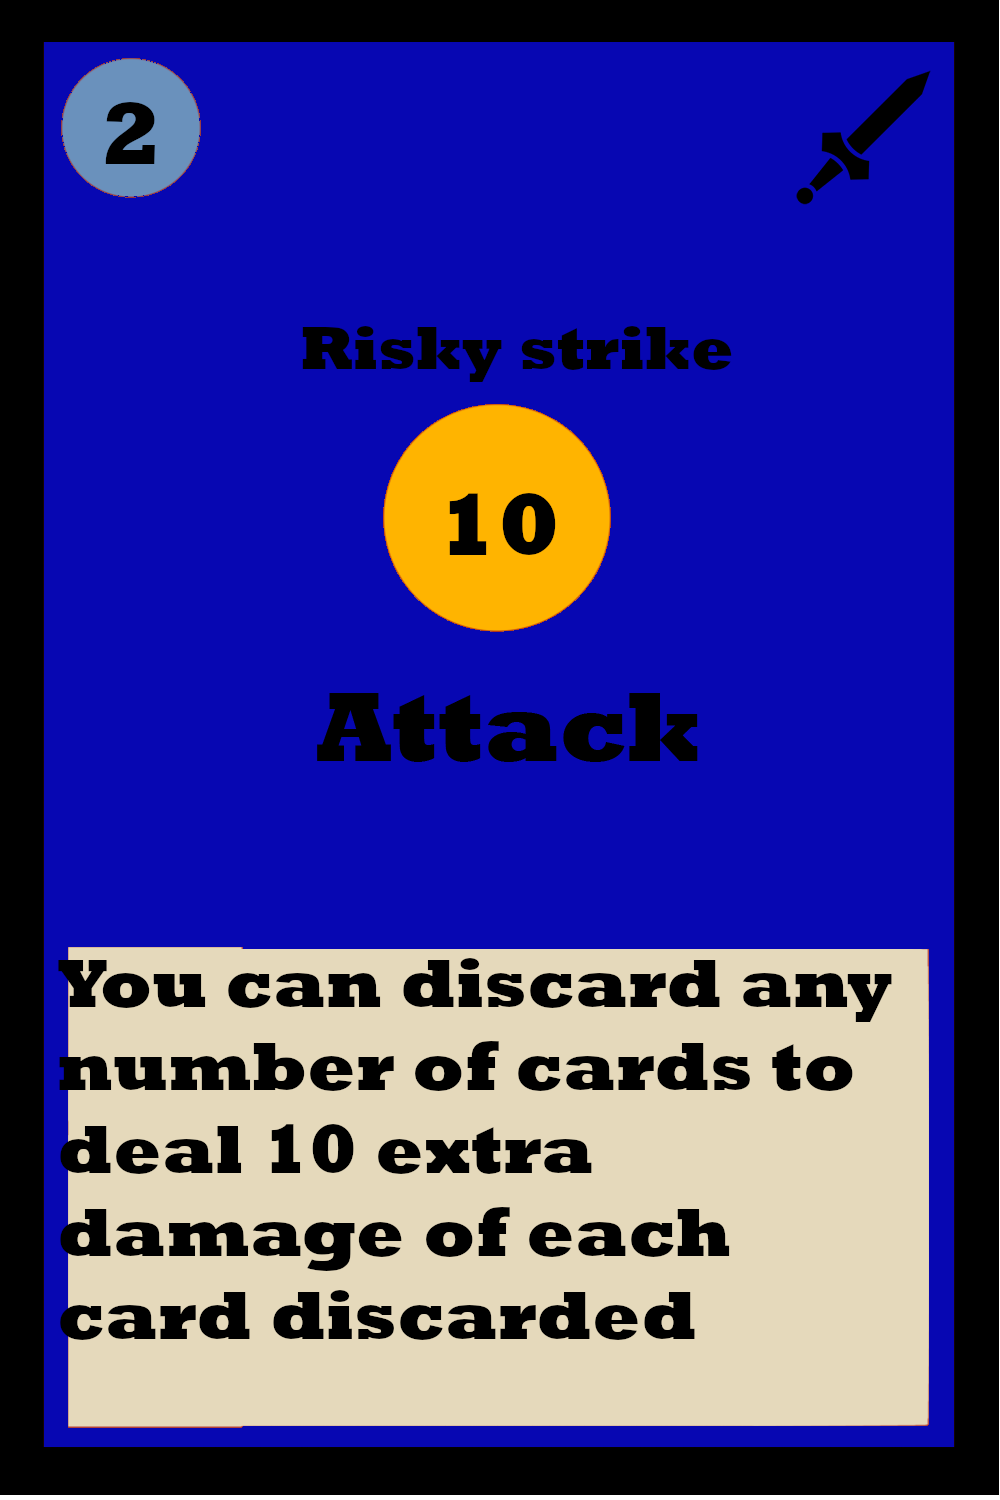 2
Risky strike
10
Attack
You can discard any
number of cards to
deal 10 extra
damage of each
card discarded